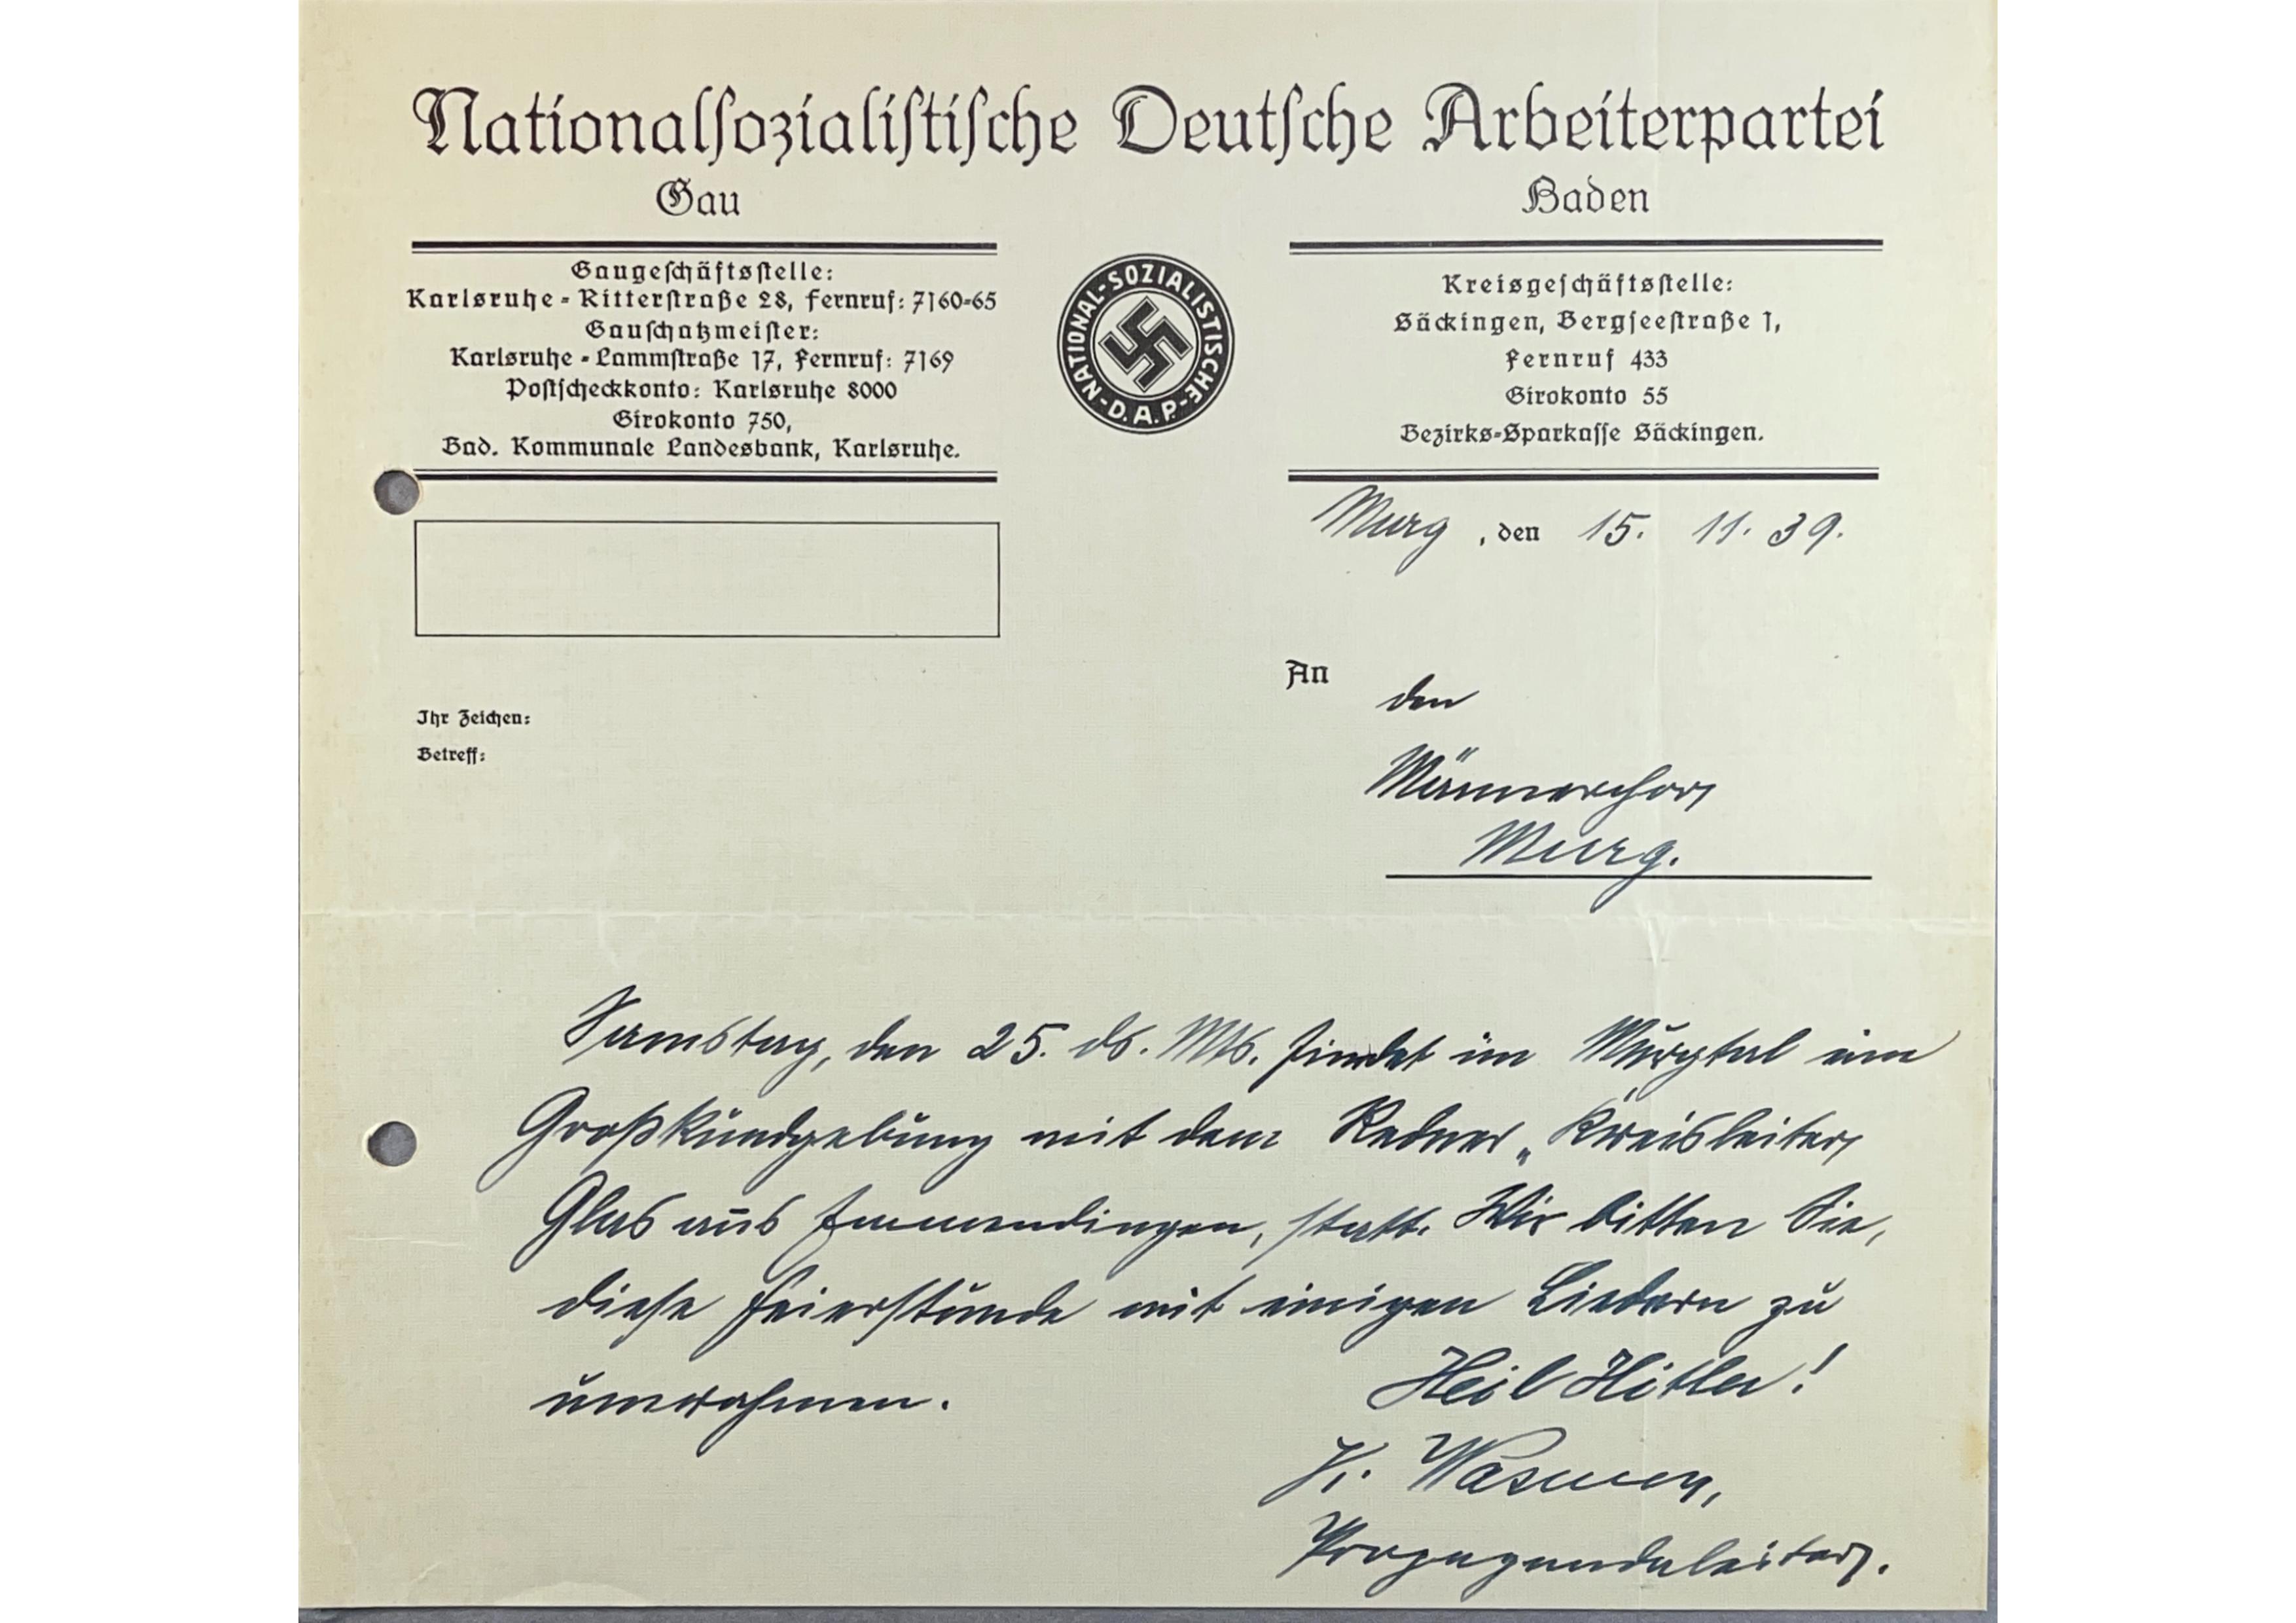 Nationalsozialistische Deutsche Arbeiterpartei
Gau Baden
Gaugeschäftsstelle:
Karlsruhe - Ritterstraße 28, Fernruf: 7160-65
Gauschatzmeister:
Karlsruhe - Lammstraße 17, Fernruf: 7169
Postscheckkonto: Karlsruhe 8000
Girokonto 750,
Bad. Kommunale Landesbank, Karlsruhe.
NATIONAL-SOZIALISTISCHE-D.A.P.-
Kreisgeschäftsstelle:
Säckingen, Bergseestraße 1,
Fernruf 433
Girokonto 55
Bezirks-Sparkasse Säckingen.
Murg, den 15. 11. 39.
Ihr Zeichen:
Betreff:
An den
Männerchor
Murg.
Samstag, den 25. ds. Mts. findet im Murgtal eine
Großkundgebung mit dem Redner „Kreisleiter
Glas aus Immendingen, statt. Wir bitten Sie,
diese Feierstunde mit einigen Liedern zu
umrahmen.
Heil Hitler!
Wasmer,
Propagandaleiter.